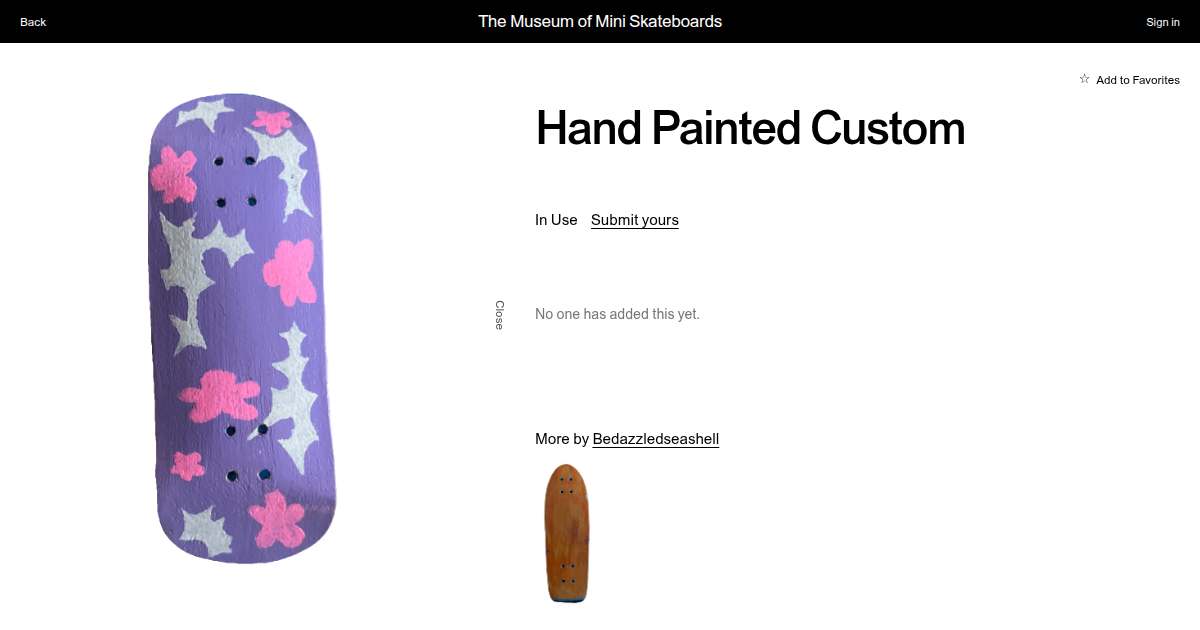 Back
The Museum of Mini Skateboards
Sign in
☆ Add to Favorites
Hand Painted Custom
In Use Submit yours
Close
No one has added this yet.
More by Bedazzledseashell